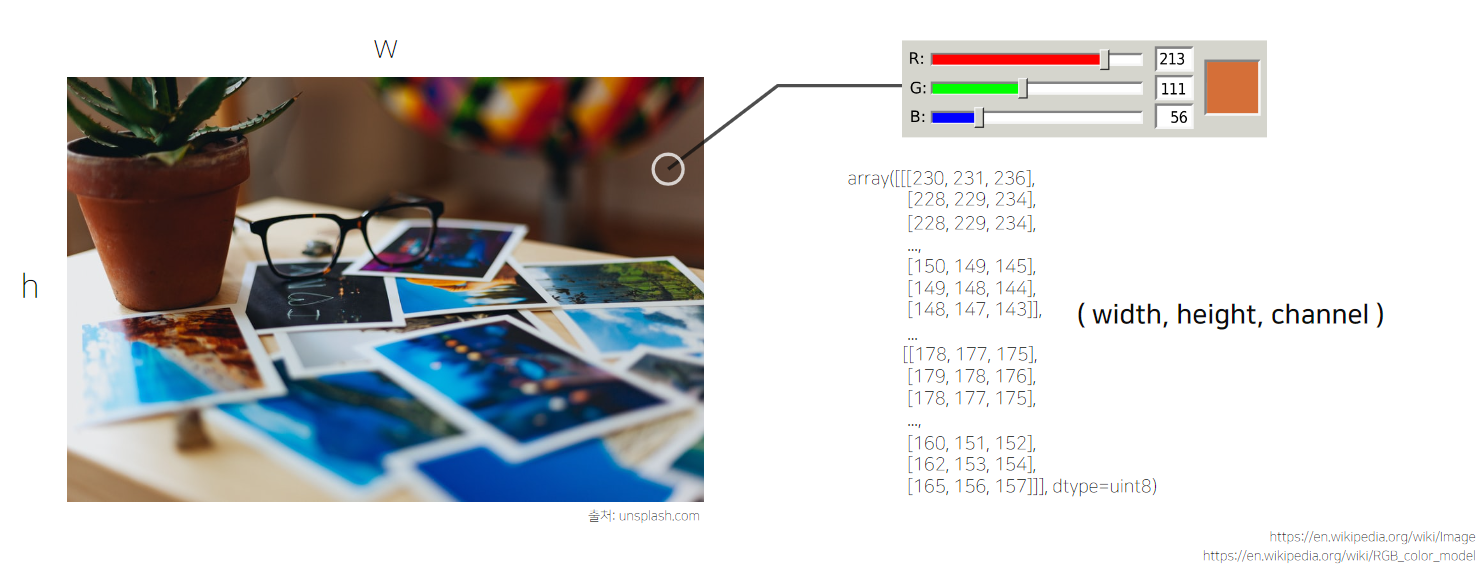 w
h
출처: unsplash.com
R: 213
G: 111
B: 56
array([[[230, 231, 236],
[228, 229, 234],
[228, 229, 234],
...,
[150, 149, 145],
[149, 148, 144],
[148, 147, 143]],
...
[[178, 177, 175],
[179, 178, 176],
[178, 177, 175],
...,
[160, 151, 152],
[162, 153, 154],
[165, 156, 157]]], dtype=uint8)
( width, height, channel )
https://en.wikipedia.org/wiki/Image
https://en.wikipedia.org/wiki/RGB_color_model